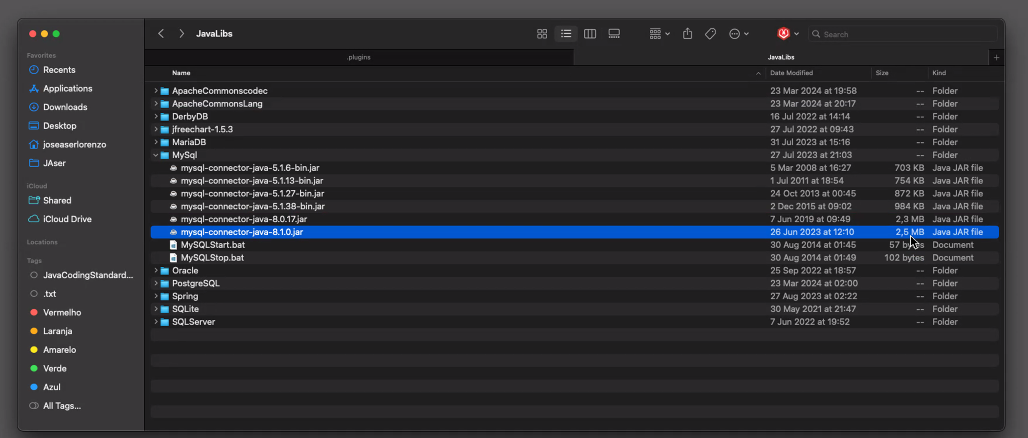 JavaLibs
Search
.plugins
JavaLibs
Favorites
Recents
Applications
Downloads
Desktop
joseaserlorenzo
JAser
iCloud
Shared
iCloud Drive
Locations
Tags
JavaCodingStandard...
.txt
Vermelho
Laranja
Amarelo
Verde
Azul
All Tags...
Name Date Modified Size Kind
ApacheCommonscodec 23 Mar 2024 at 19:58 -- Folder
ApacheCommonsLang 23 Mar 2024 at 20:17 -- Folder
DerbyDB 16 Jul 2022 at 14:14 -- Folder
jfreechart-1.5.3 27 Jul 2022 at 09:43 -- Folder
MariaDB 31 Jul 2023 at 15:16 -- Folder
MySql 27 Jul 2023 at 21:03 -- Folder
mysql-connector-java-5.1.6-bin.jar 5 Mar 2008 at 16:27 703 KB Java JAR file
mysql-connector-java-5.1.13-bin.jar 1 Jul 2011 at 18:54 754 KB Java JAR file
mysql-connector-java-5.1.27-bin.jar 24 Oct 2013 at 00:45 872 KB Java JAR file
mysql-connector-java-5.1.38-bin.jar 2 Dec 2015 at 09:02 984 KB Java JAR file
mysql-connector-java-8.0.17.jar 7 Jun 2019 at 09:49 2,3 MB Java JAR file
mysql-connector-java-8.1.0.jar 26 Jun 2023 at 12:10 2,5 MB Java JAR file
MySQLStart.bat 30 Aug 2014 at 01:45 57 bytes Document
MySQLStop.bat 30 Aug 2014 at 01:49 102 bytes Document
Oracle 25 Sep 2022 at 18:57 -- Folder
PostgreSQL 23 Mar 2024 at 02:00 -- Folder
Spring 27 Aug 2023 at 02:22 -- Folder
SQLite 30 May 2021 at 21:47 -- Folder
SQLServer 7 Jun 2022 at 19:52 -- Folder